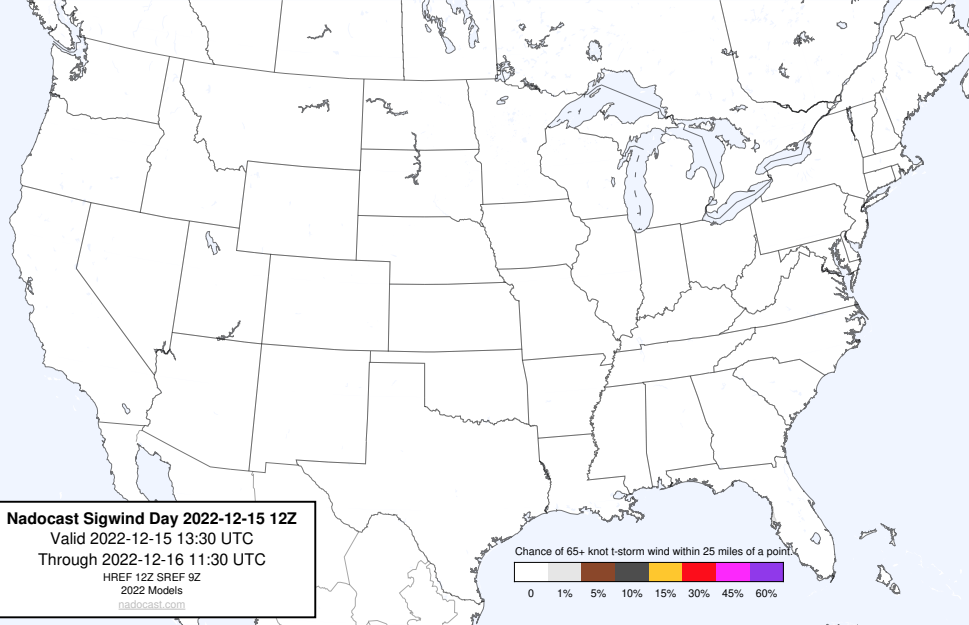 Nadocast Sigwind Day 2022-12-15 12Z
Valid 2022-12-15 13:30 UTC
Through 2022-12-16 11:30 UTC
HREF 12Z SREF 9Z
2022 Models
nadocast.com
Chance of 65+ knot t-storm wind within 25 miles of a point.
0 1% 5% 10% 15% 30% 45% 60%